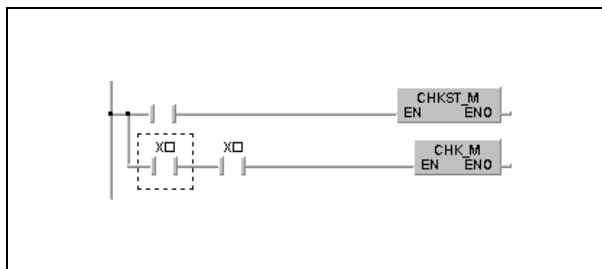 CHKST_M
EN ENO
X□ X□
CHK_M
EN ENO